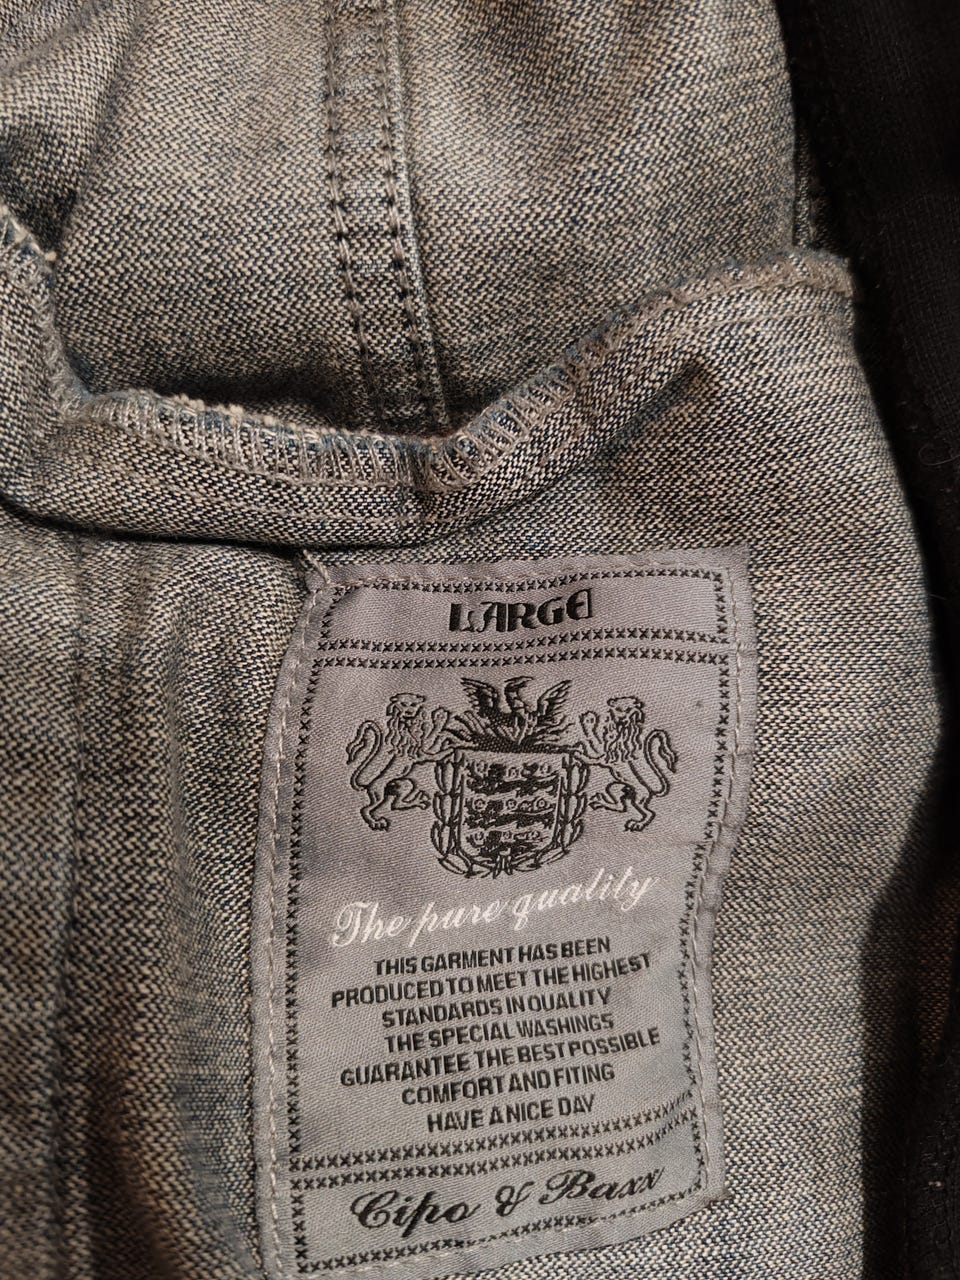 LARGE
The pure quality
THIS GARMENT HAS BEEN
PRODUCED TO MEET THE HIGHEST
STANDARDS IN QUALITY
THE SPECIAL WASHINGS
GUARANTEE THE BEST POSSIBLE
COMFORT AND FITING
HAVE A NICE DAY
Cipo & Baxx